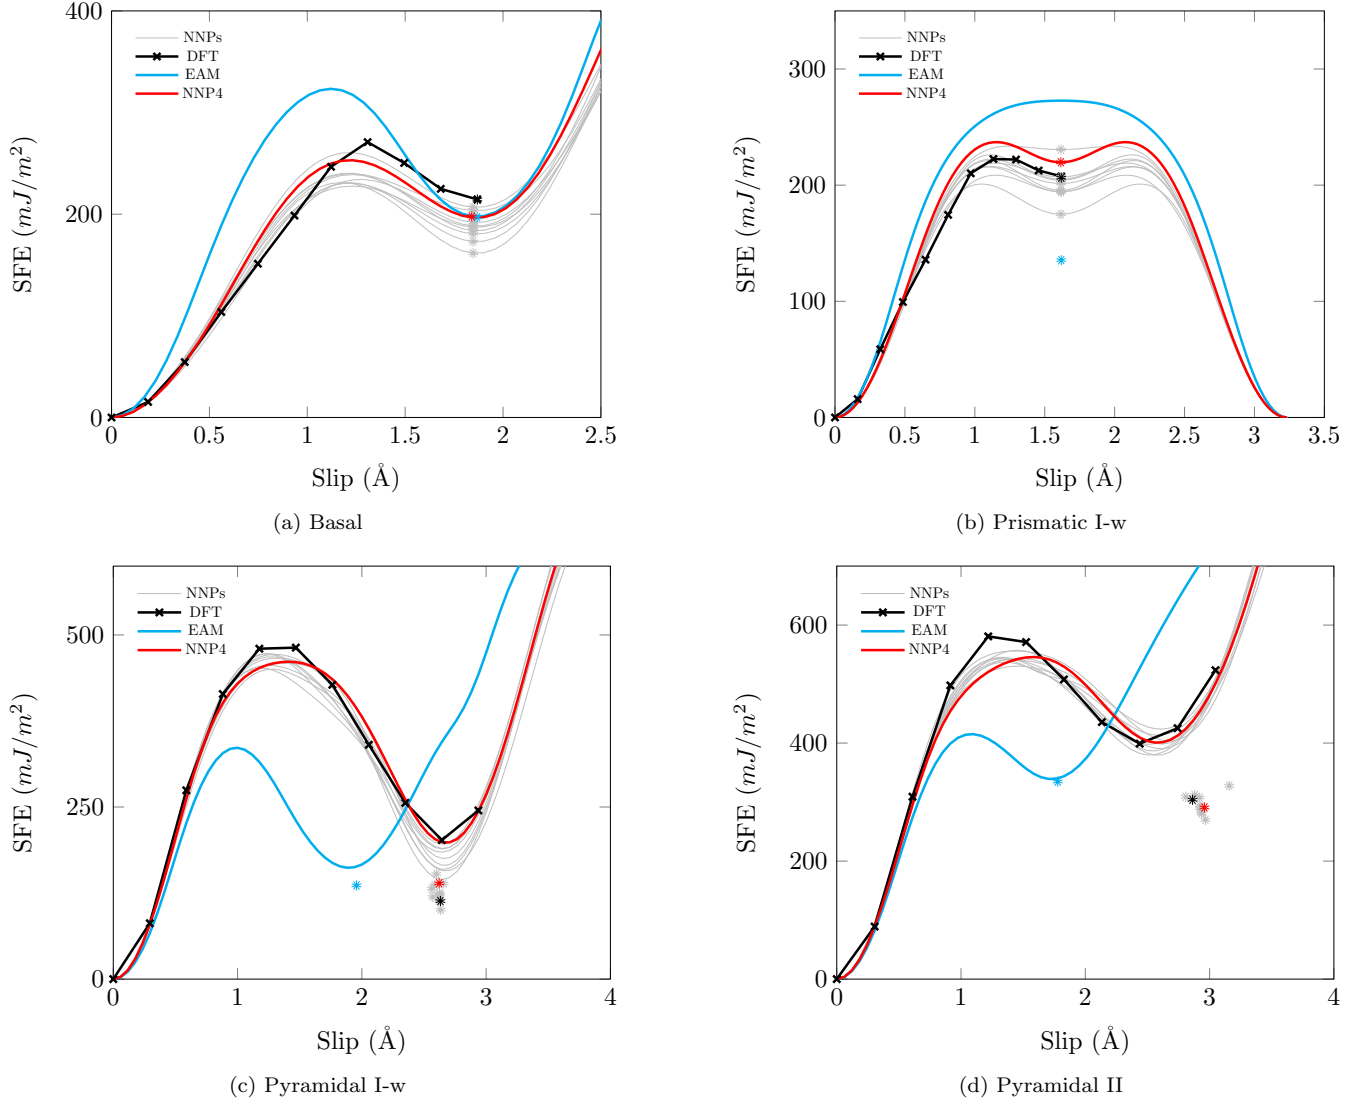 400
200
0
SFE (mJ/m²)
NNPs
DFT
EAM
NNP4
0
0.5
1
1.5
2
2.5
Slip (Å)
(a) Basal
300
200
100
0
SFE (mJ/m²)
NNPs
DFT
EAM
NNP4
0
0.5
1
1.5
2
2.5
3
3.5
Slip (Å)
(b) Prismatic I-w
500
250
0
SFE (mJ/m²)
NNPs
DFT
EAM
NNP4
0
1
2
3
4
Slip (Å)
(c) Pyramidal I-w
600
400
200
0
SFE (mJ/m²)
NNPs
DFT
EAM
NNP4
0
1
2
3
4
Slip (Å)
(d) Pyramidal II